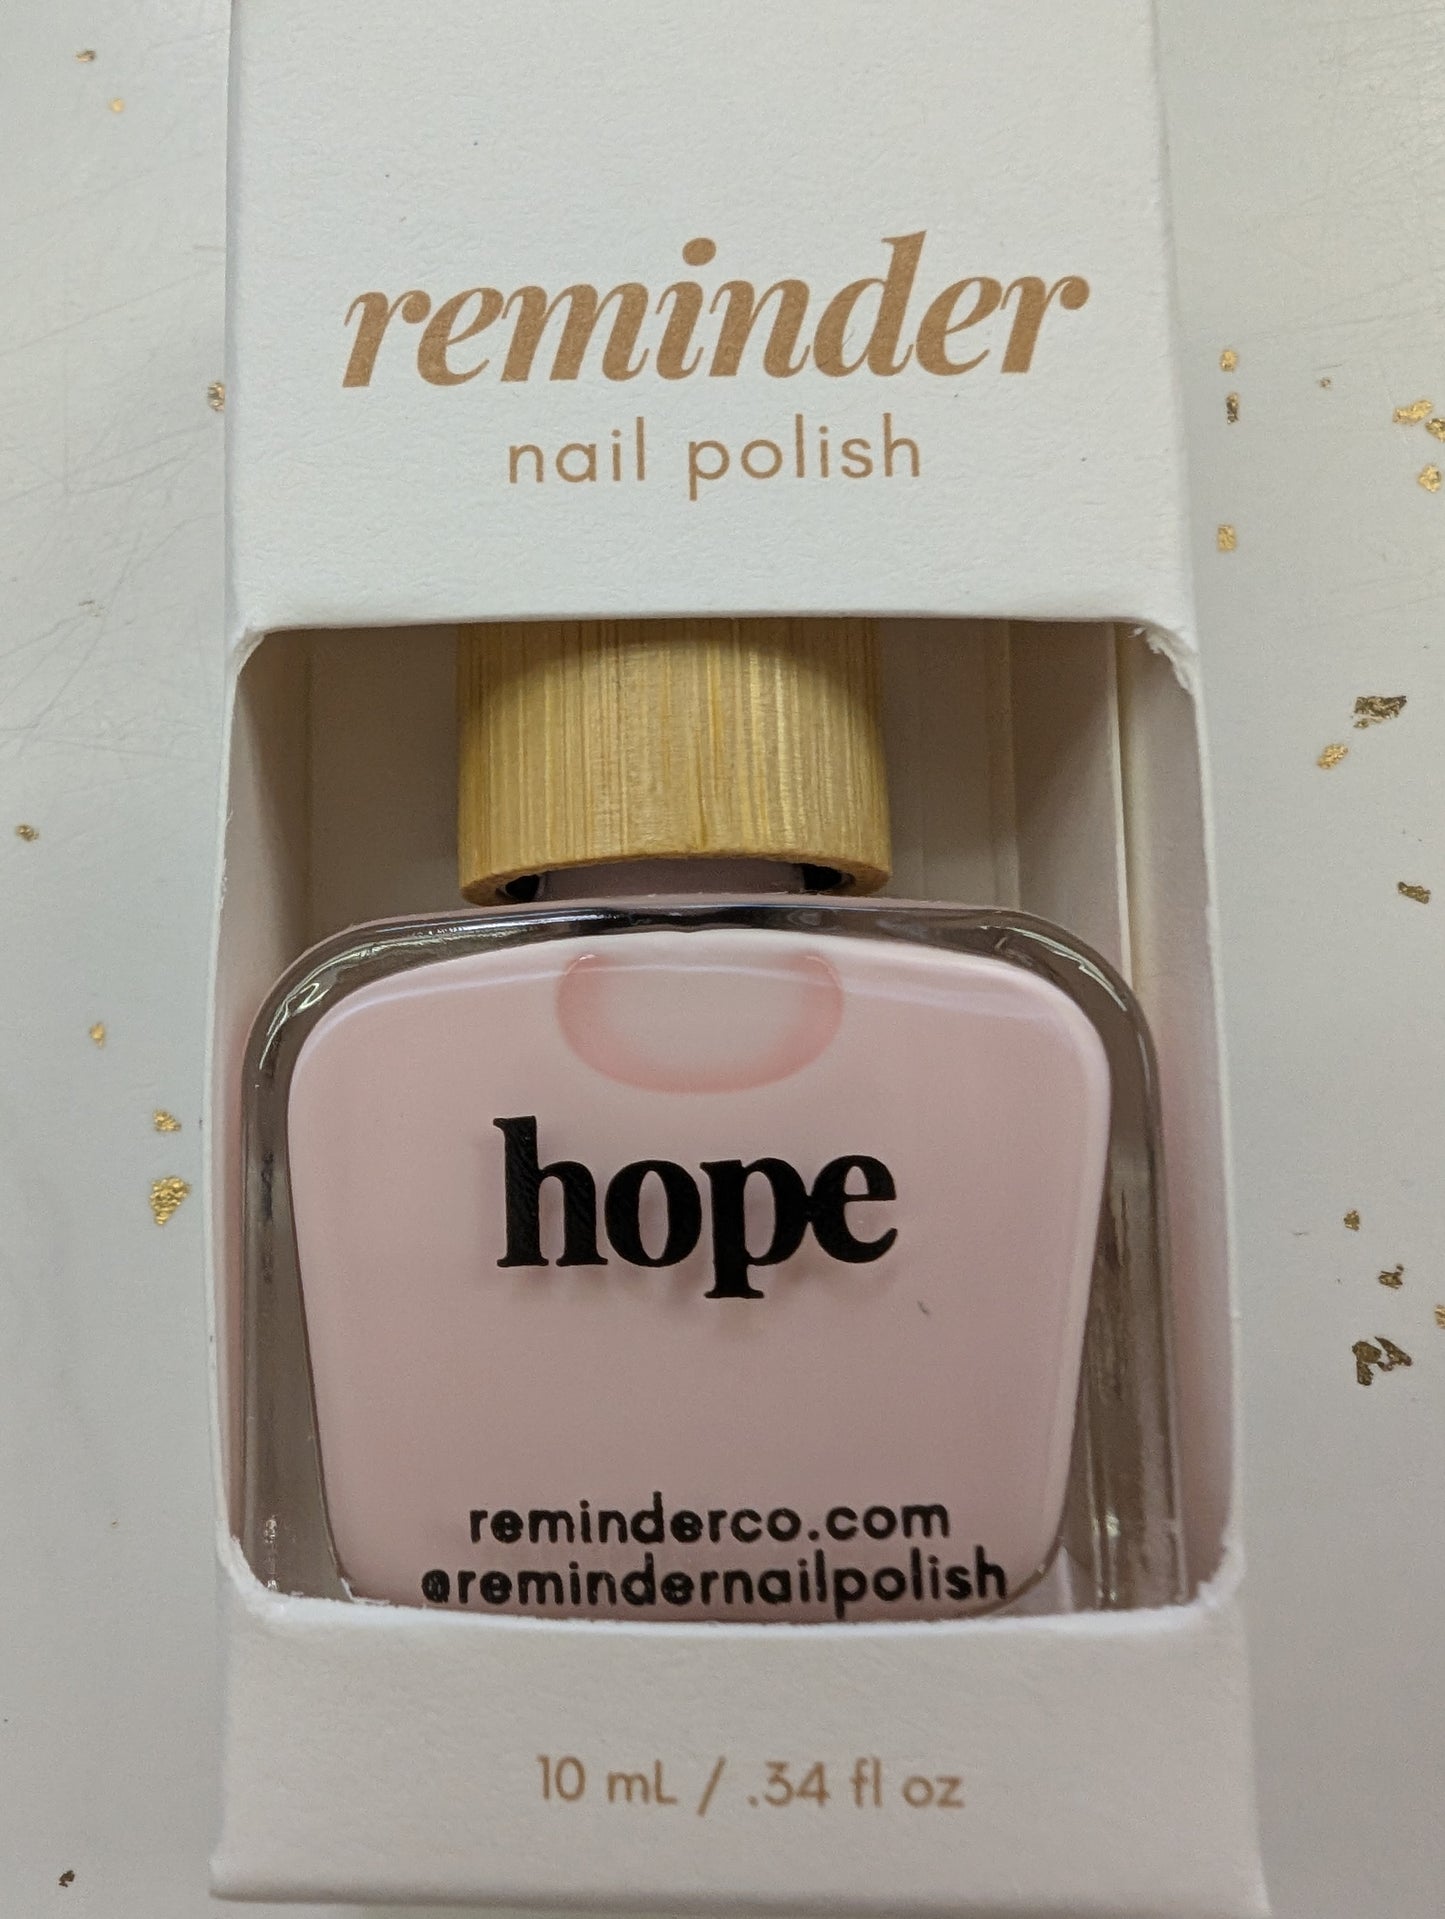 reminder
nail polish
hope
reminderco.com
@remindernailpolish
10 mL / .34 fl oz